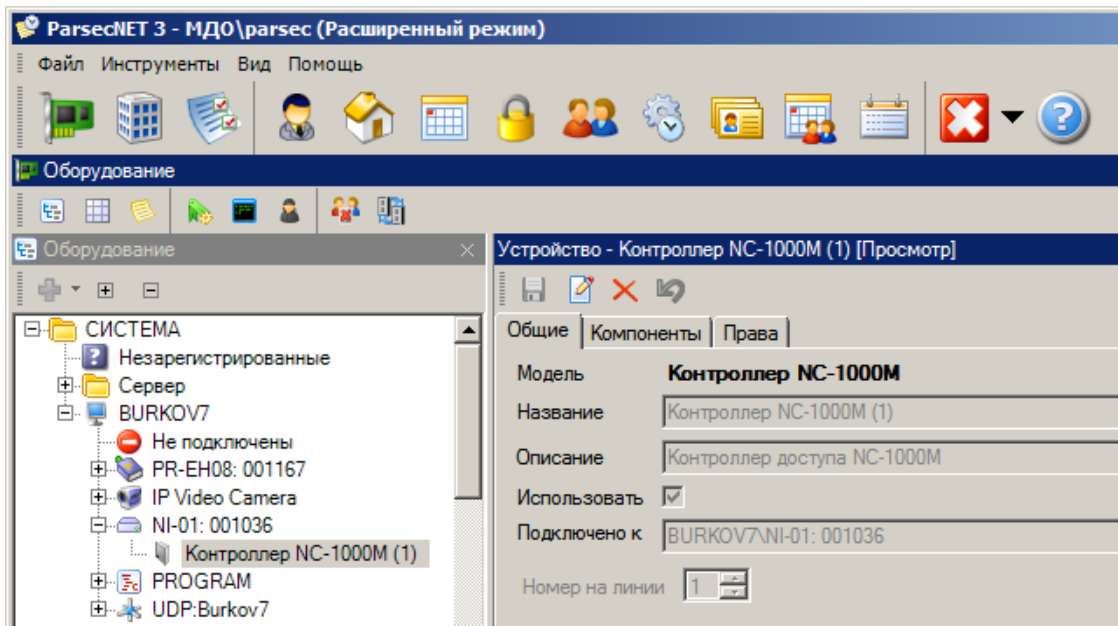 ParsecNET 3 - МДО\parsec (Расширенный режим)
Файл Инструменты Вид Помощь
Оборудование
Оборудование
СИСТЕМА
Незарегистрированные
Сервер
BURKOV7
Не подключены
PR-EH08: 001167
IP Video Camera
NI-01: 001036
Контроллер NC-1000M (1)
PROGRAM
UDP:Burkov7
Устройство - Контроллер NC-1000M (1) [Просмотр]
Общие Компоненты Права
Модель Контроллер NC-1000M
Название Контроллер NC-1000M (1)
Описание Контроллер доступа NC-1000M
Использовать
Подключено к BURKOV7\NI-01: 001036
Номер на линии 1